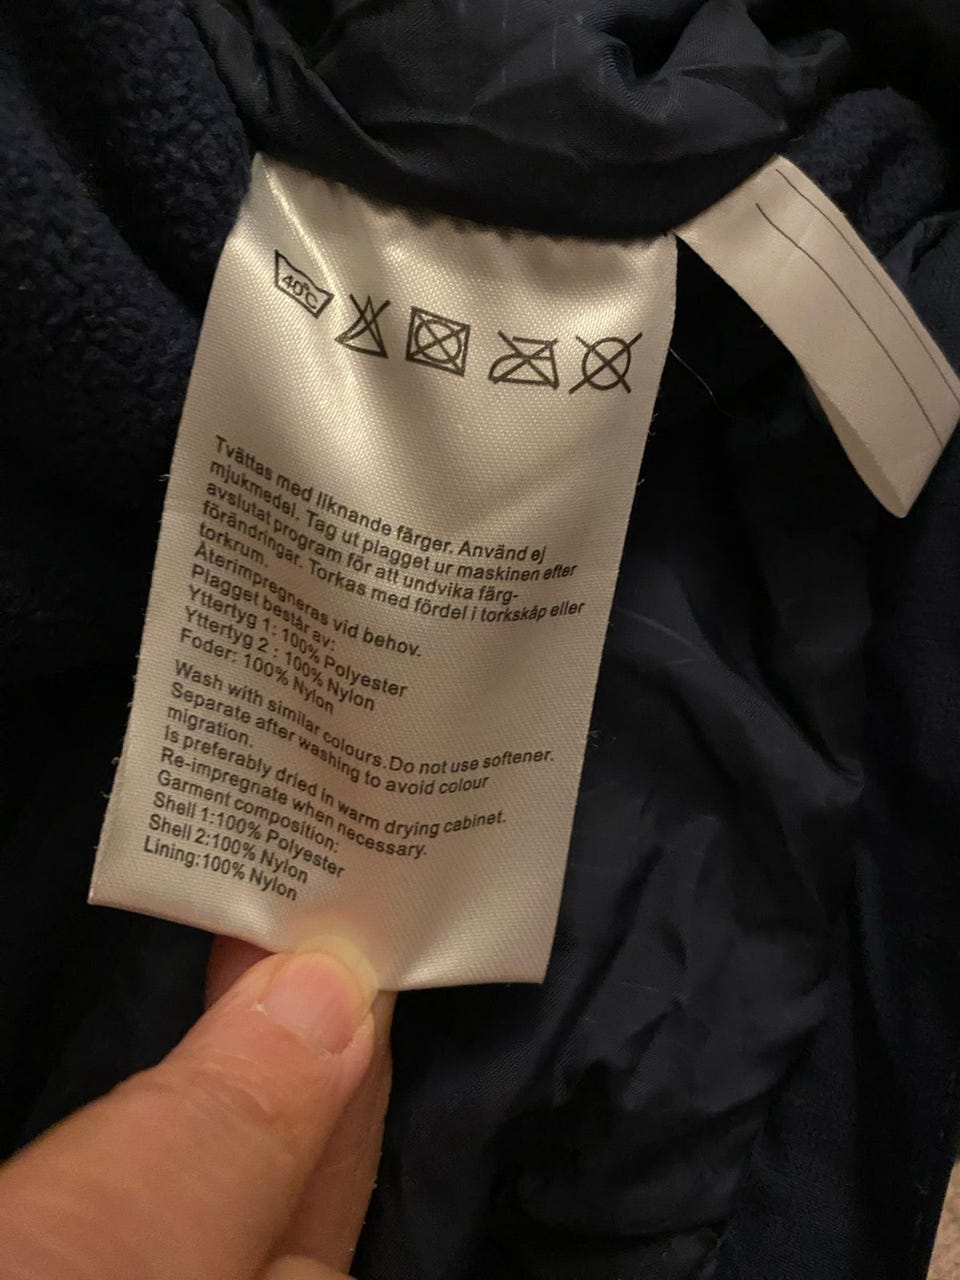 40°C
Tvättas med liknande färger. Använd ej
mjukmedel. Tag ut plagget ur maskinen efter
avslutat program för att undvika färg-
förändringar. Torkas med fördel i torkskåp eller
torkrum.
Återimpregneras vid behov.
Plagget består av:
Yttertyg 1: 100% Polyester
Yttertyg 2 : 100% Nylon
Foder: 100% Nylon
Wash with similar colours.Do not use softener.
Separate after washing to avoid colour
migration.
Is preferably dried in warm drying cabinet.
Re-impregnate when necessary.
Garment composition:
Shell 1:100% Polyester
Shell 2:100% Nylon
Lining:100% Nylon